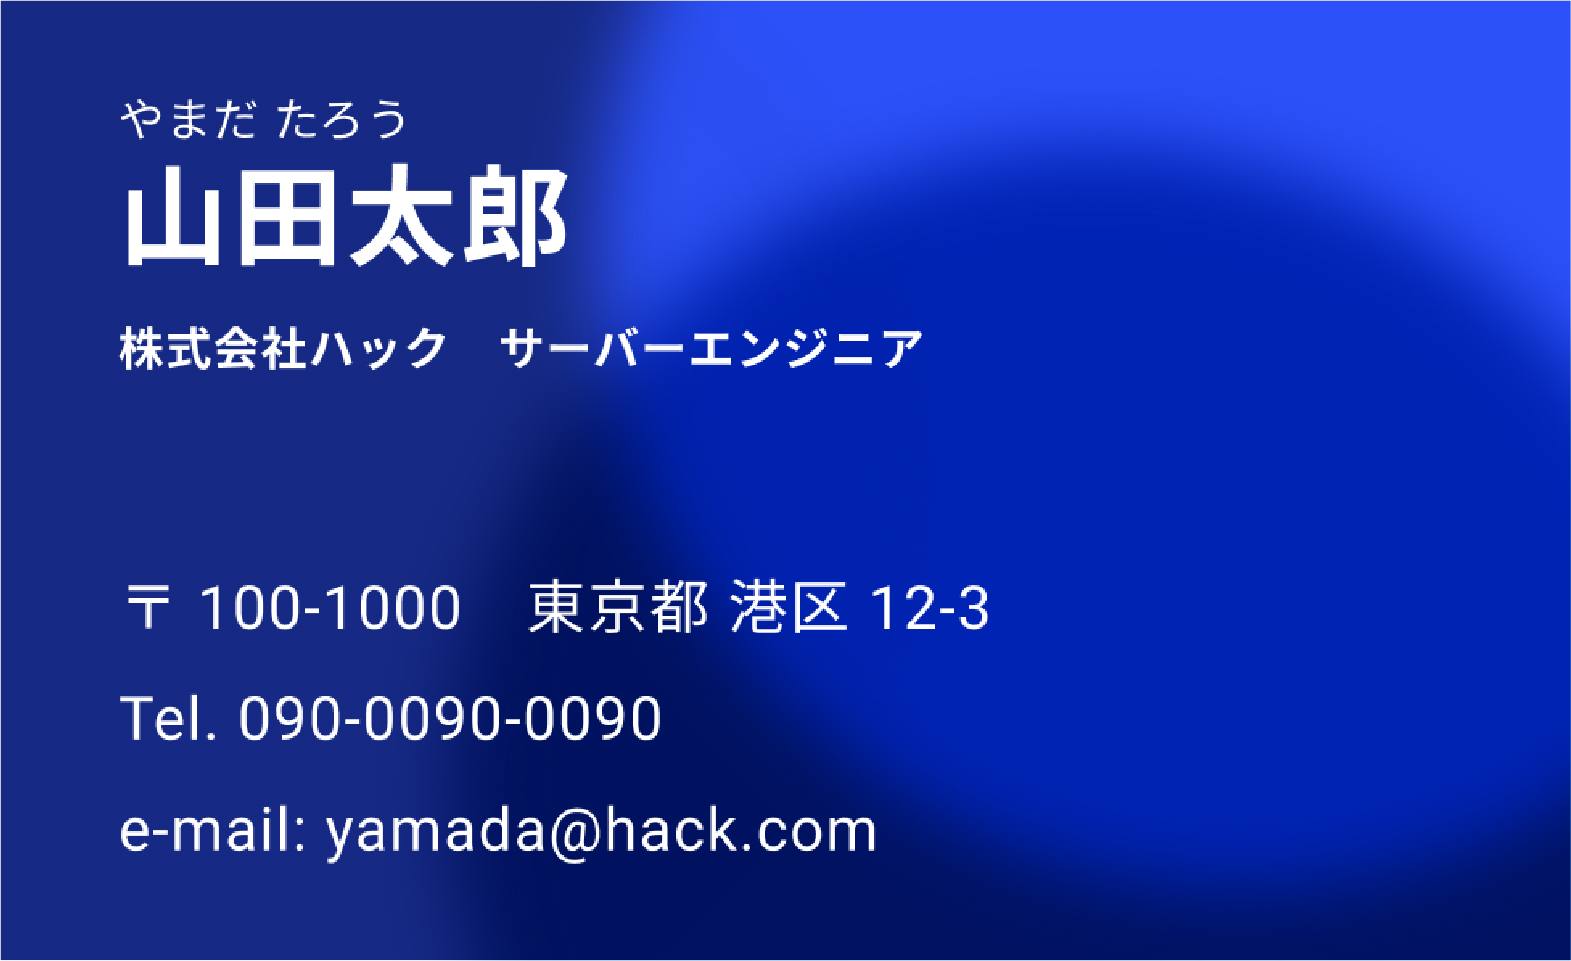 やまだ たろう
山田太郎
株式会社ハック　サーバーエンジニア
〒 100-1000　東京都 港区 12-3
Tel. 090-0090-0090
e-mail: yamada@hack.com